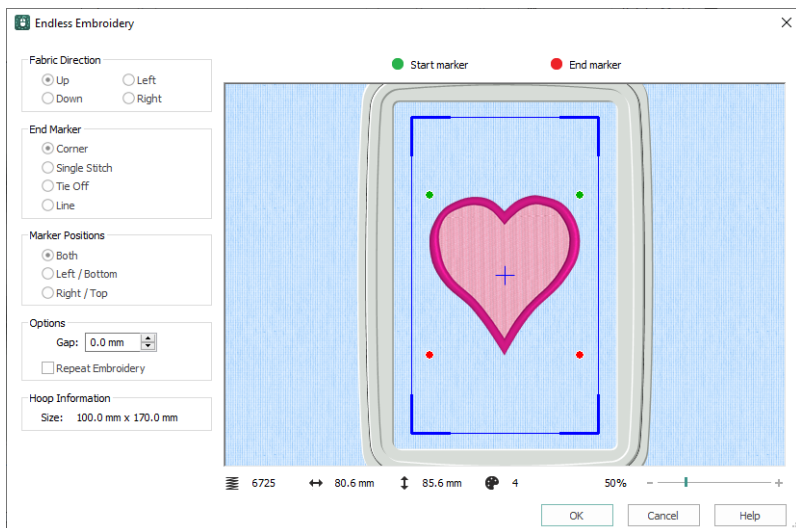 Endless Embroidery
Fabric Direction
Up
Left
Down
Right
End Marker
Corner
Single Stitch
Tie Off
Line
Marker Positions
Both
Left / Bottom
Right / Top
Options
Gap: 0.0 mm
Repeat Embroidery
Hoop Information
Size: 100.0 mm x 170.0 mm
Start marker
End marker
6725
80.6 mm
85.6 mm
4
50%
OK
Cancel
Help